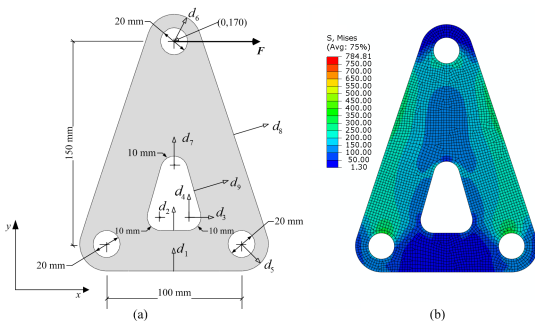 20 mm
d6
(0,170)
F
150 mm
d8
d7
10 mm
d9
d4
d2
d3
10 mm
10 mm
20 mm
20 mm
d1
d5
y
x
100 mm
(a)
S, Mises
(Avg: 75%)
784.81
750.00
700.00
650.00
600.00
550.00
500.00
450.00
400.00
350.00
300.00
250.00
200.00
150.00
100.00
50.00
1.30
(b)